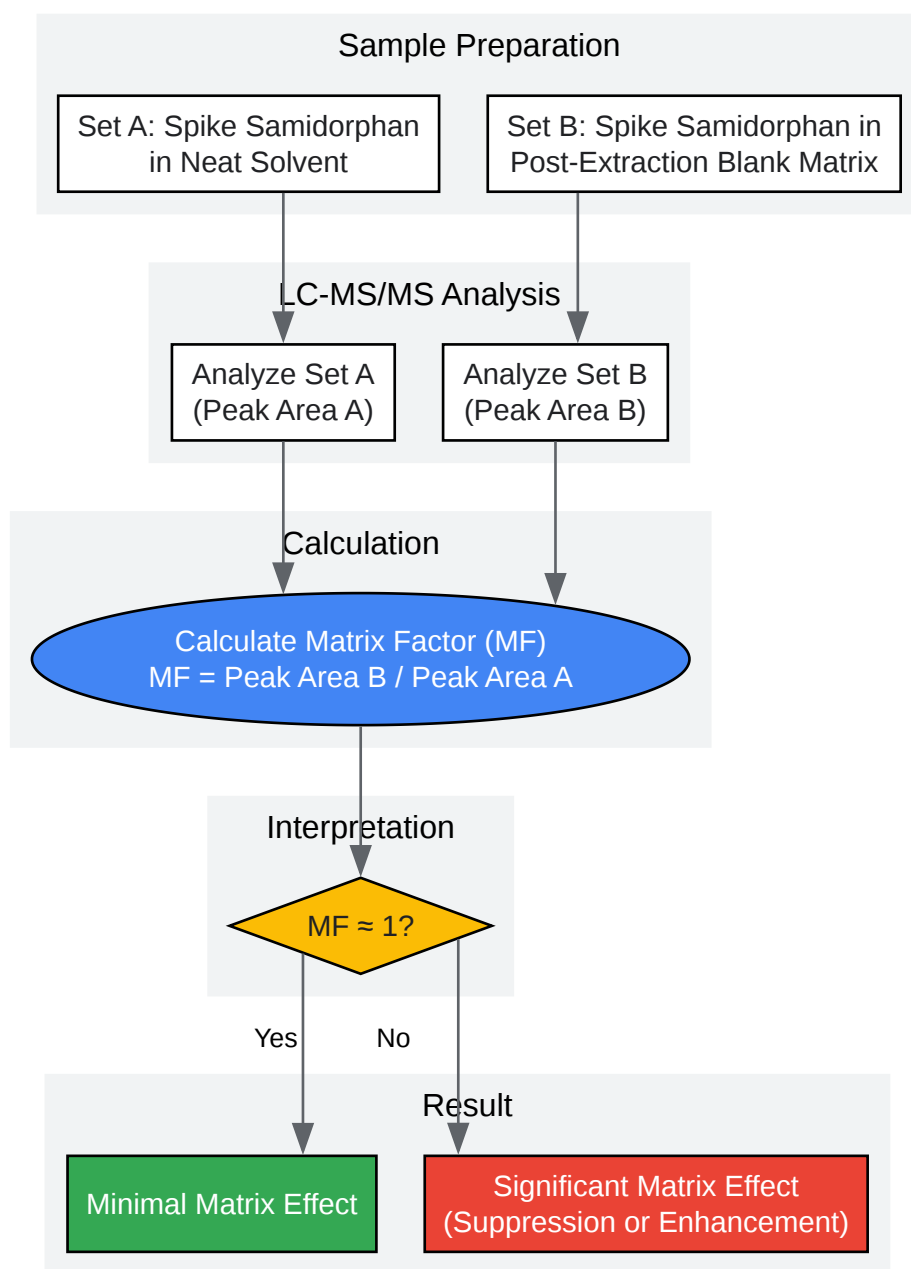 Sample Preparation
Set A: Spike Samidorphan
in Neat Solvent
Set B: Spike Samidorphan in
Post-Extraction Blank Matrix
LC-MS/MS Analysis
Analyze Set A
(Peak Area A)
Analyze Set B
(Peak Area B)
Calculation
Calculate Matrix Factor (MF)
MF = Peak Area B / Peak Area A
Interpretation
MF ≈ 1?
Yes
No
Result
Minimal Matrix Effect
Significant Matrix Effect
(Suppression or Enhancement)